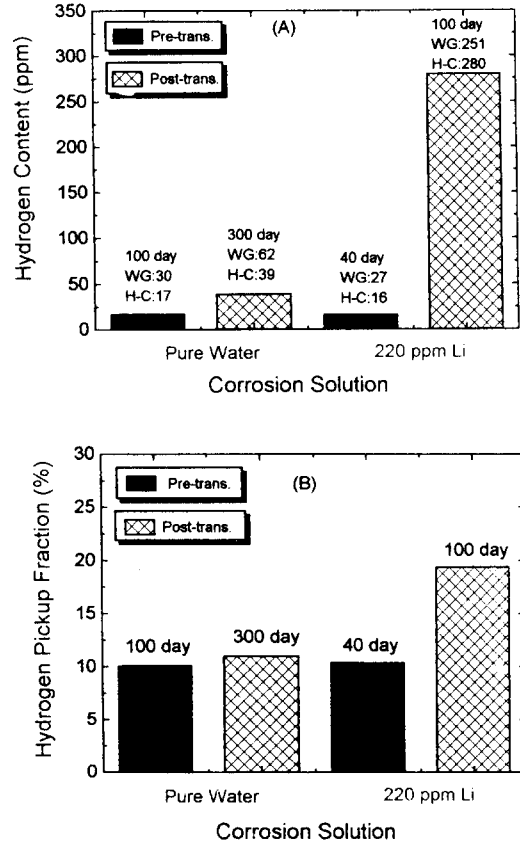 350
300
250
200
150
100
50
0
Hydrogen Content (ppm)
Pre-trans.
Post-trans.
(A)
100 day
WG:30
H-C:17
300 day
WG:62
H-C:39
40 day
WG:27
H-C:16
100 day
WG:251
H-C:280
Pure Water
220 ppm Li
Corrosion Solution
30
25
20
15
10
5
0
Hydrogen Pickup Fraction (%)
Pre-trans.
Post-trans.
(B)
100 day
300 day
40 day
100 day
Pure Water
220 ppm Li
Corrosion Solution